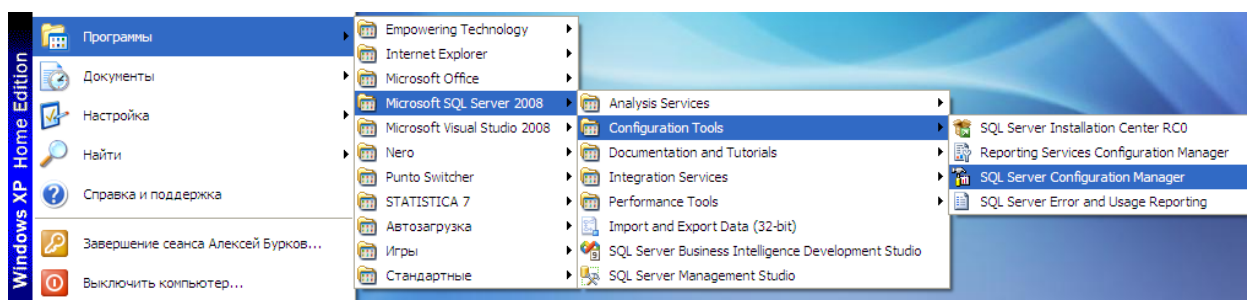 Windows XP Home Edition
Программы
Документы
Настройка
Найти
Справка и поддержка
Завершение сеанса Алексей Бурков...
Выключить компьютер...
Empowering Technology
Internet Explorer
Microsoft Office
Microsoft SQL Server 2008
Microsoft Visual Studio 2008
Nero
Punto Switcher
STATISTICA 7
Автозагрузка
Игры
Стандартные
Analysis Services
Configuration Tools
Documentation and Tutorials
Integration Services
Performance Tools
Import and Export Data (32-bit)
SQL Server Business Intelligence Development Studio
SQL Server Management Studio
SQL Server Installation Center RC0
Reporting Services Configuration Manager
SQL Server Configuration Manager
SQL Server Error and Usage Reporting